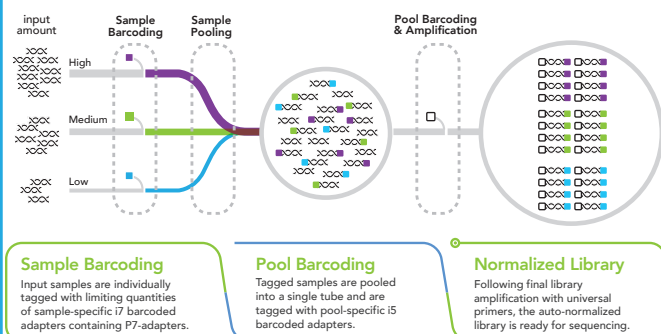 input
amount
Sample
Barcoding
Sample
Pooling
Pool Barcoding
& Amplification
High
Medium
Low
Sample Barcoding
Input samples are individually
tagged with limiting quantities
of sample-specific i7 barcoded
adapters containing P7-adapters.
Pool Barcoding
Tagged samples are pooled
into a single tube and are
tagged with pool-specific i5
barcoded adapters.
Normalized Library
Following final library
amplification with universal
primers, the auto-normalized
library is ready for sequencing.